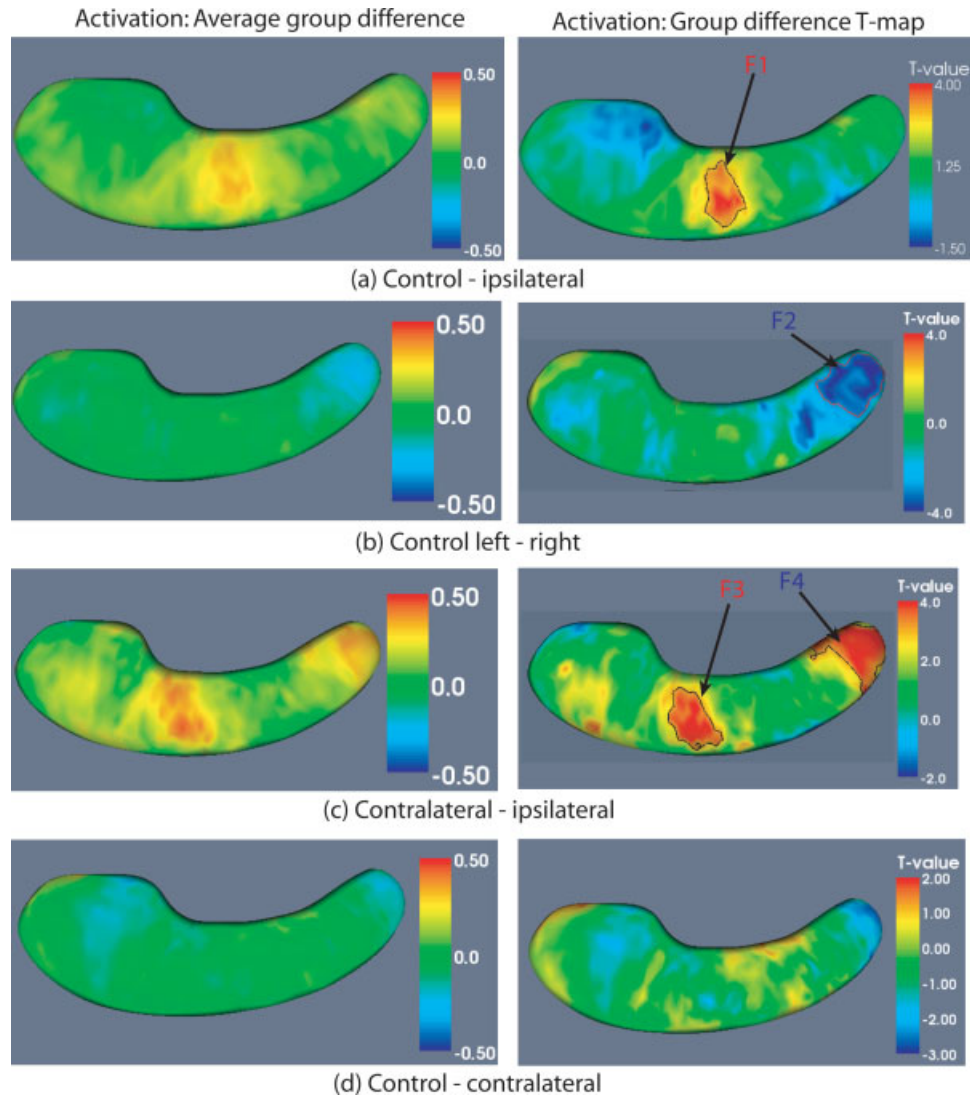 Activation: Average group difference
Activation: Group difference T-map
0.50
0.0
-0.50
F1
T-value
4.00
1.25
-1.50
(a) Control - ipsilateral
0.50
0.0
-0.50
F2
T-value
4.0
0.0
-4.0
(b) Control left - right
0.50
0.0
-0.50
F3
F4
T-value
4.0
2.0
0.0
-2.0
(c) Contralateral - ipsilateral
0.50
0.0
-0.50
T-value
2.00
1.00
0.00
-1.00
-2.00
-3.00
(d) Control - contralateral